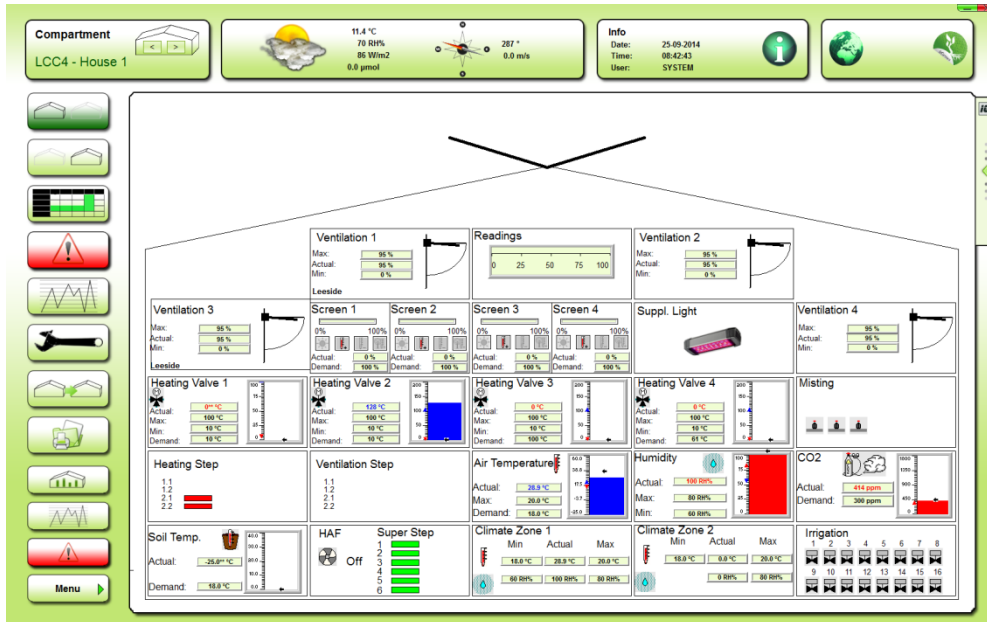 Compartment
< >
LCC4 - House 1
11.4 °C
70 RH%
86 W/m2
0.0 µmol
287 °
0.0 m/s
Info
Date: 25-09-2014
Time: 08:42:43
User: SYSTEM
Ventilation 1
Max: 95 %
Actual: 95 %
Min: 0 %
Leeside
Readings
0 25 50 75 100
Ventilation 2
Max: 95 %
Actual: 95 %
Min: 0 %
Ventilation 3
Max: 95 %
Actual: 95 %
Min: 0 %
Leeside
Screen 1
0% 100%
Actual: 0 %
Demand: 100 %
Screen 2
0% 100%
Actual: 0 %
Demand: 100 %
Screen 3
0% 100%
Actual: 0 %
Demand: 100 %
Screen 4
0% 100%
Actual: 0 %
Demand: 100 %
Suppl. Light
Ventilation 4
Max: 95 %
Actual: 95 %
Min: 0 %
Heating Valve 1
Actual: 0** °C
Max: 100 °C
Min: 10 °C
Demand: 10 °C
Heating Valve 2
Actual: 128 °C
Max: 100 °C
Min: 10 °C
Demand: 10 °C
Heating Valve 3
Actual: 0 °C
Max: 100 °C
Min: 10 °C
Demand: 10 °C
Heating Valve 4
Actual: 0 °C
Max: 100 °C
Min: 10 °C
Demand: 61 °C
Misting
Heating Step
1.1
1.2
2.1
2.2
Ventilation Step
1.1
1.2
2.1
2.2
Air Temperature
Actual: 28.9 °C
Max: 20.0 °C
Demand: 18.0 °C
Humidity
Actual: 100 RH%
Max: 80 RH%
Min: 60 RH%
CO2
Actual: 414 ppm
Demand: 300 ppm
Soil Temp.
Actual: -25.0** °C
Demand: 18.0 °C
HAF
Off
Super Step
1
2
3
4
5
6
Climate Zone 1
Min Actual Max
18.0 °C 28.9 °C 20.0 °C
60 RH% 100 RH% 80 RH%
Climate Zone 2
Min Actual Max
18.0 °C 0.0 °C 20.0 °C
0 RH% 80 RH%
Irrigation
1 2 3 4 5 6 7 8
9 10 11 12 13 14 15 16
Menu